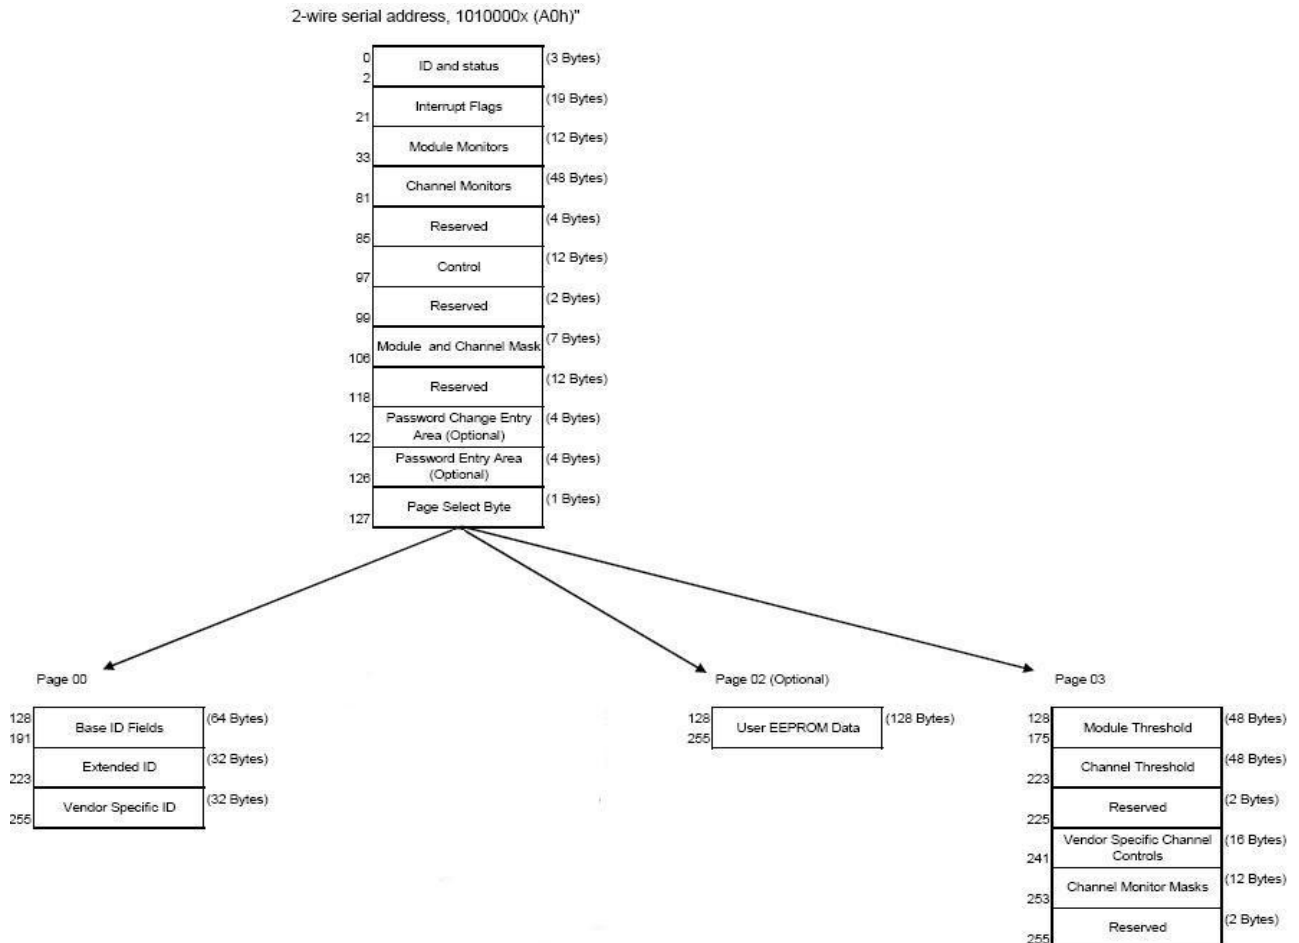 2-wire serial address, 1010000x (A0h)"
0
2
ID and status
(3 Bytes)
21
Interrupt Flags
(19 Bytes)
33
Module Monitors
(12 Bytes)
81
Channel Monitors
(48 Bytes)
85
Reserved
(4 Bytes)
97
Control
(12 Bytes)
99
Reserved
(2 Bytes)
106
Module and Channel Mask
(7 Bytes)
118
Reserved
(12 Bytes)
122
Password Change Entry
Area (Optional)
(4 Bytes)
126
Password Entry Area
(Optional)
(4 Bytes)
127
Page Select Byte
(1 Bytes)
Page 00
128
191
Base ID Fields
(64 Bytes)
223
Extended ID
(32 Bytes)
255
Vendor Specific ID
(32 Bytes)
Page 02 (Optional)
128
255
User EEPROM Data
(128 Bytes)
Page 03
128
175
Module Threshold
(48 Bytes)
223
Channel Threshold
(48 Bytes)
225
Reserved
(2 Bytes)
241
Vendor Specific Channel
Controls
(16 Bytes)
253
Channel Monitor Masks
(12 Bytes)
255
Reserved
(2 Bytes)